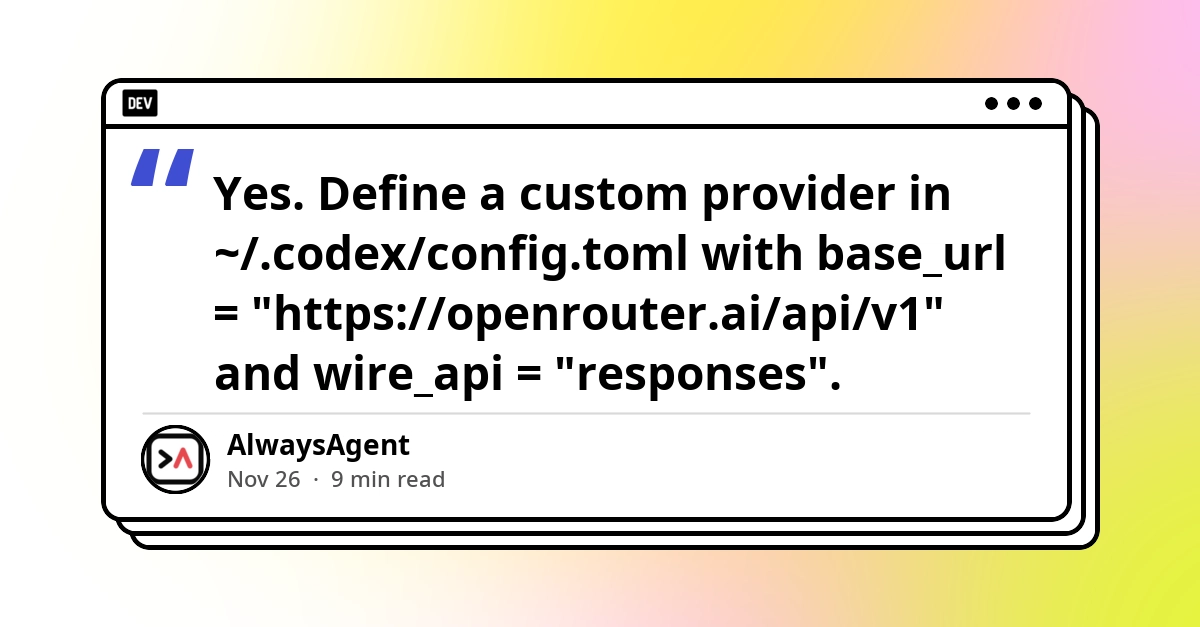 DEV
“ Yes. Define a custom provider in
~/.codex/config.toml with base_url
= "https://openrouter.ai/api/v1"
and wire_api = "responses".
AlwaysAgent
Nov 26 · 9 min read